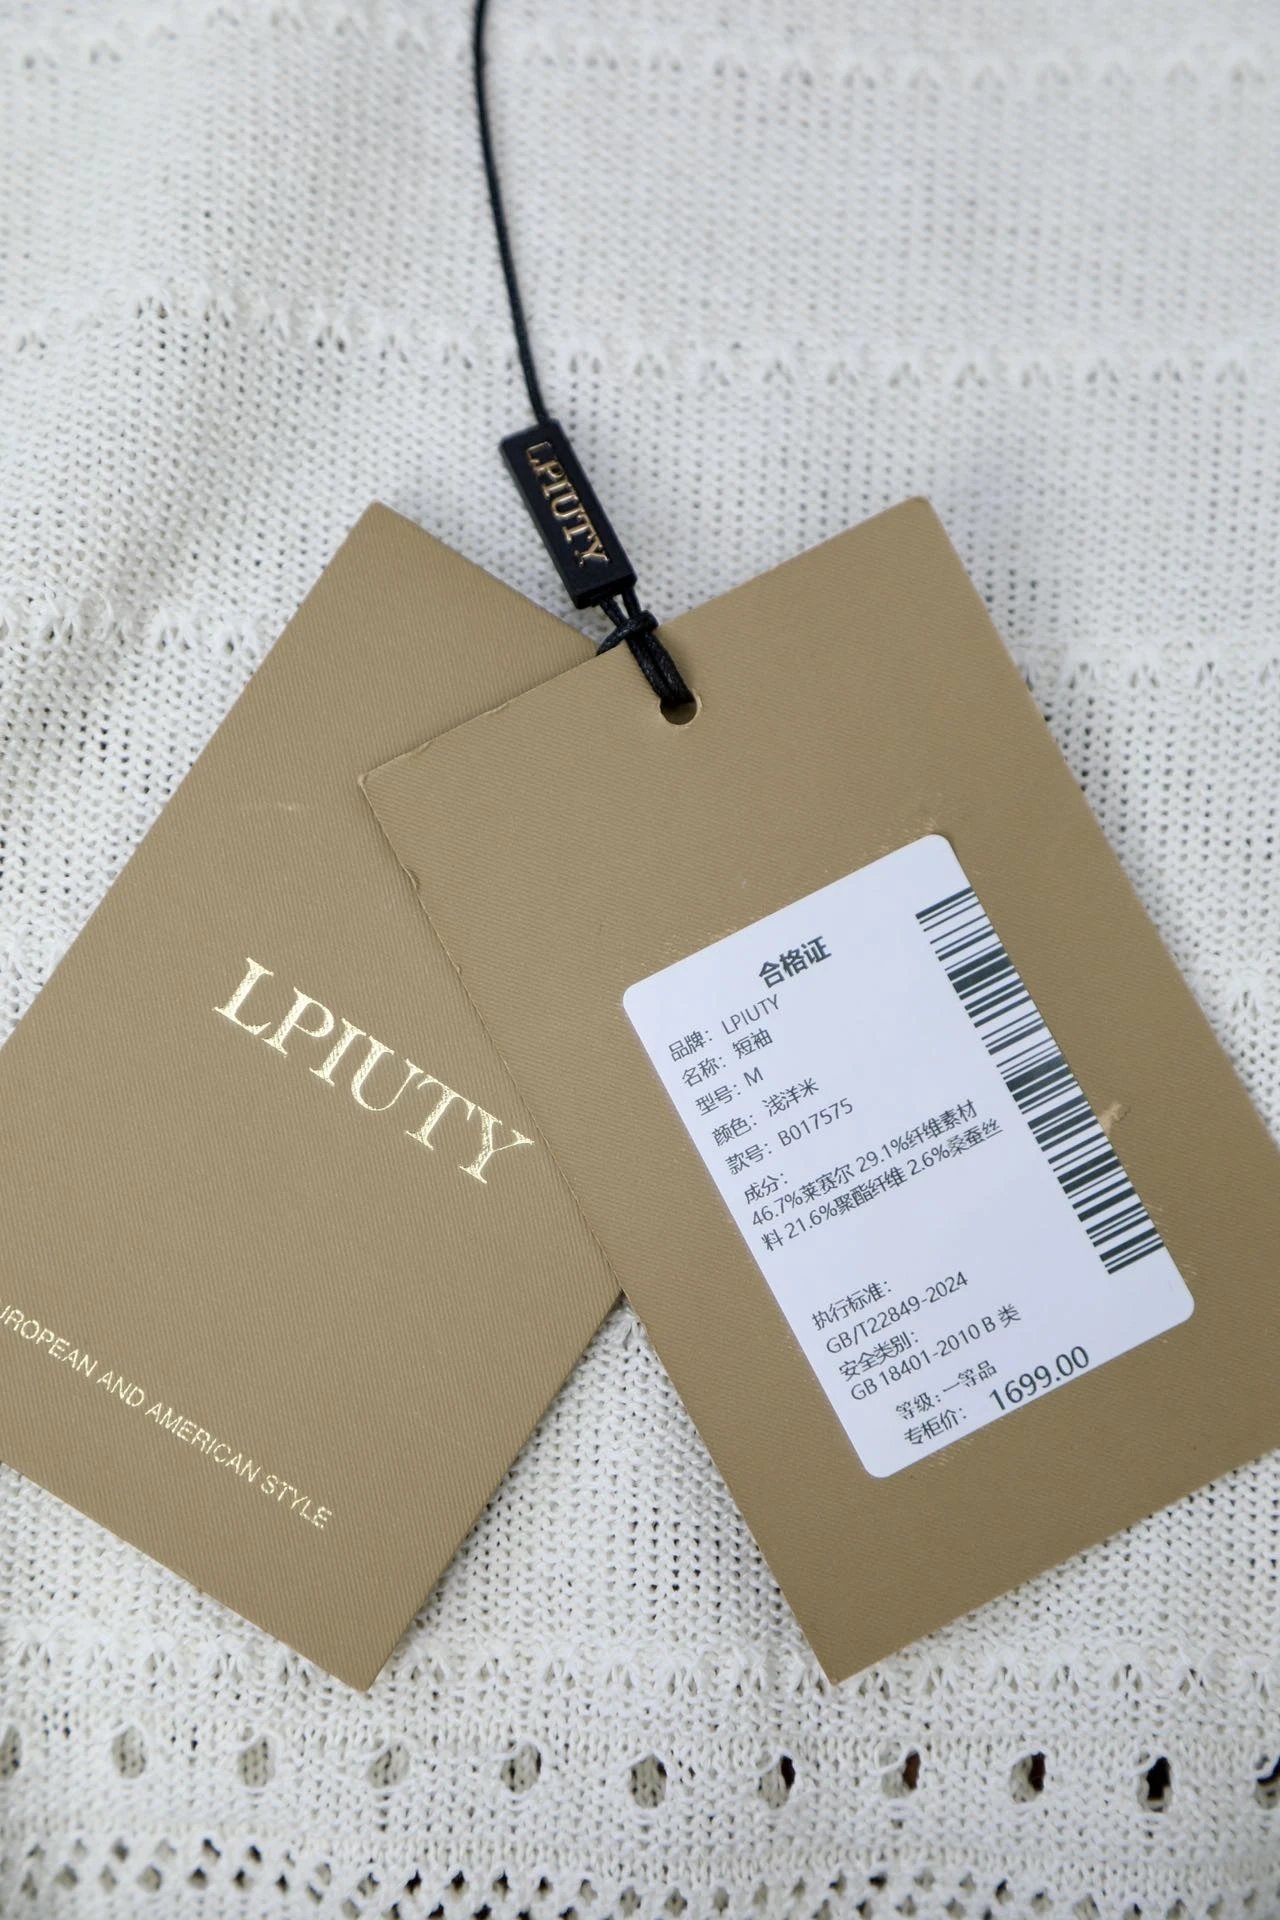 LPIUTY
LPIUTY
UROPEAN AND AMERICAN STYLE
合格证
品牌： LPIUTY
名称： 短袖
型号： M
颜色： 浅洋米
款号： B017575
成分：
46.7%莱赛尔 29.1%纤维素材
料 21.6%聚酯纤维 2.6%桑蚕丝
执行标准：
GB/T22849-2024
安全类别：
GB 18401-2010 B 类
等级：一等品
专柜价： 1699.00